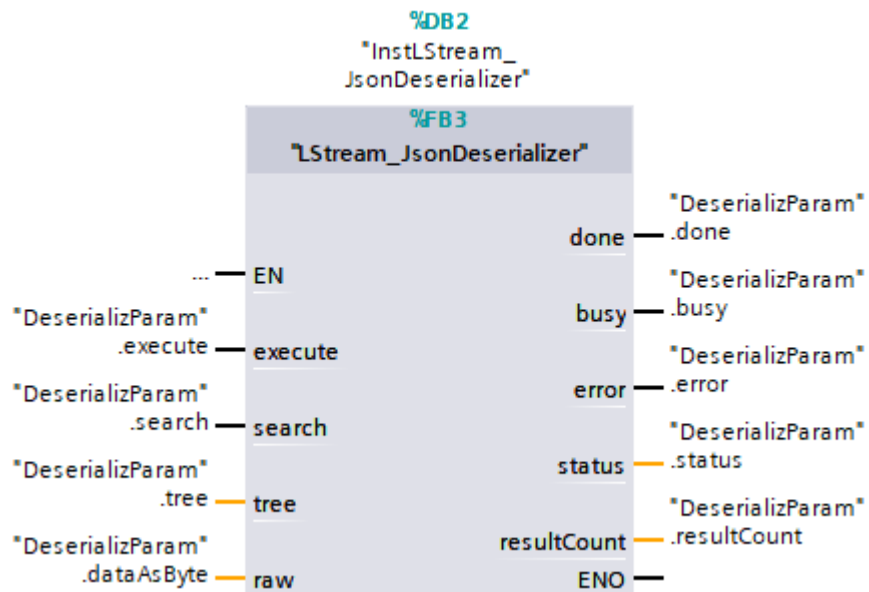 %DB2
"InstLStream_
JsonDeserializer"
%FB3
"LStream_JsonDeserializer"
"DeserializParam"
done .done
... EN
"DeserializParam"
busy .busy
"DeserializParam"
.execute execute
"DeserializParam"
error .error
"DeserializParam"
.search search
"DeserializParam"
status .status
"DeserializParam"
.tree tree
"DeserializParam"
resultCount .resultCount
"DeserializParam"
.dataAsByte raw ENO